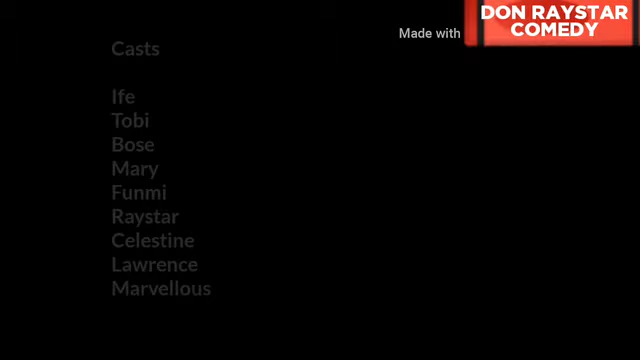 DON RAYSTAR
COMEDY
Made with
Casts
Ife
Tobi
Bose
Mary
Funmi
Raystar
Celestine
Lawrence
Marvellous